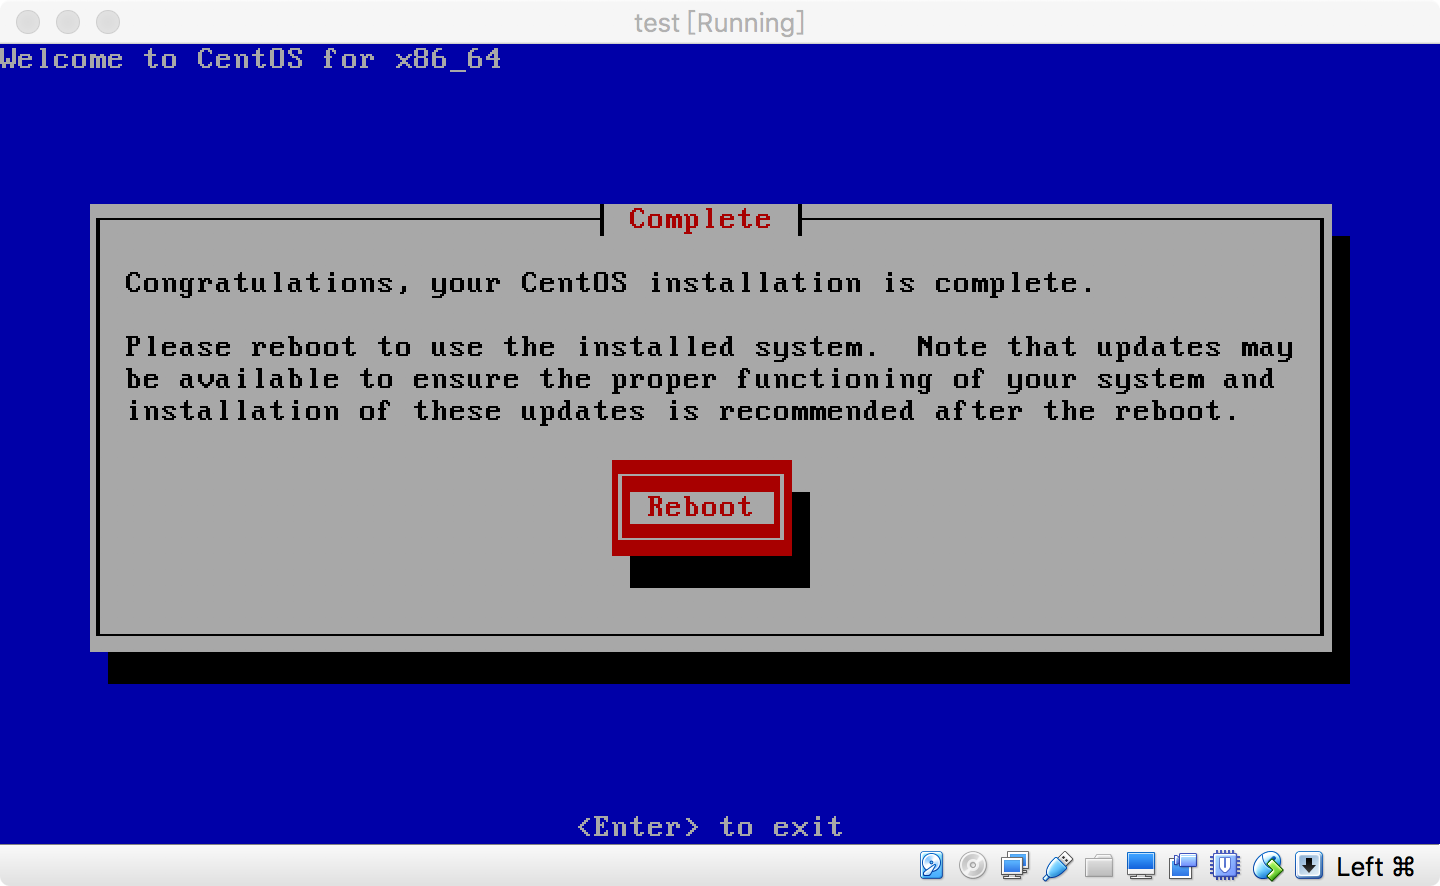 test [Running]
Welcome to CentOS for x86_64
Complete
Congratulations, your CentOS installation is complete.
Please reboot to use the installed system.  Note that updates may
be available to ensure the proper functioning of your system and
installation of these updates is recommended after the reboot.
Reboot
<Enter> to exit
Left ⌘